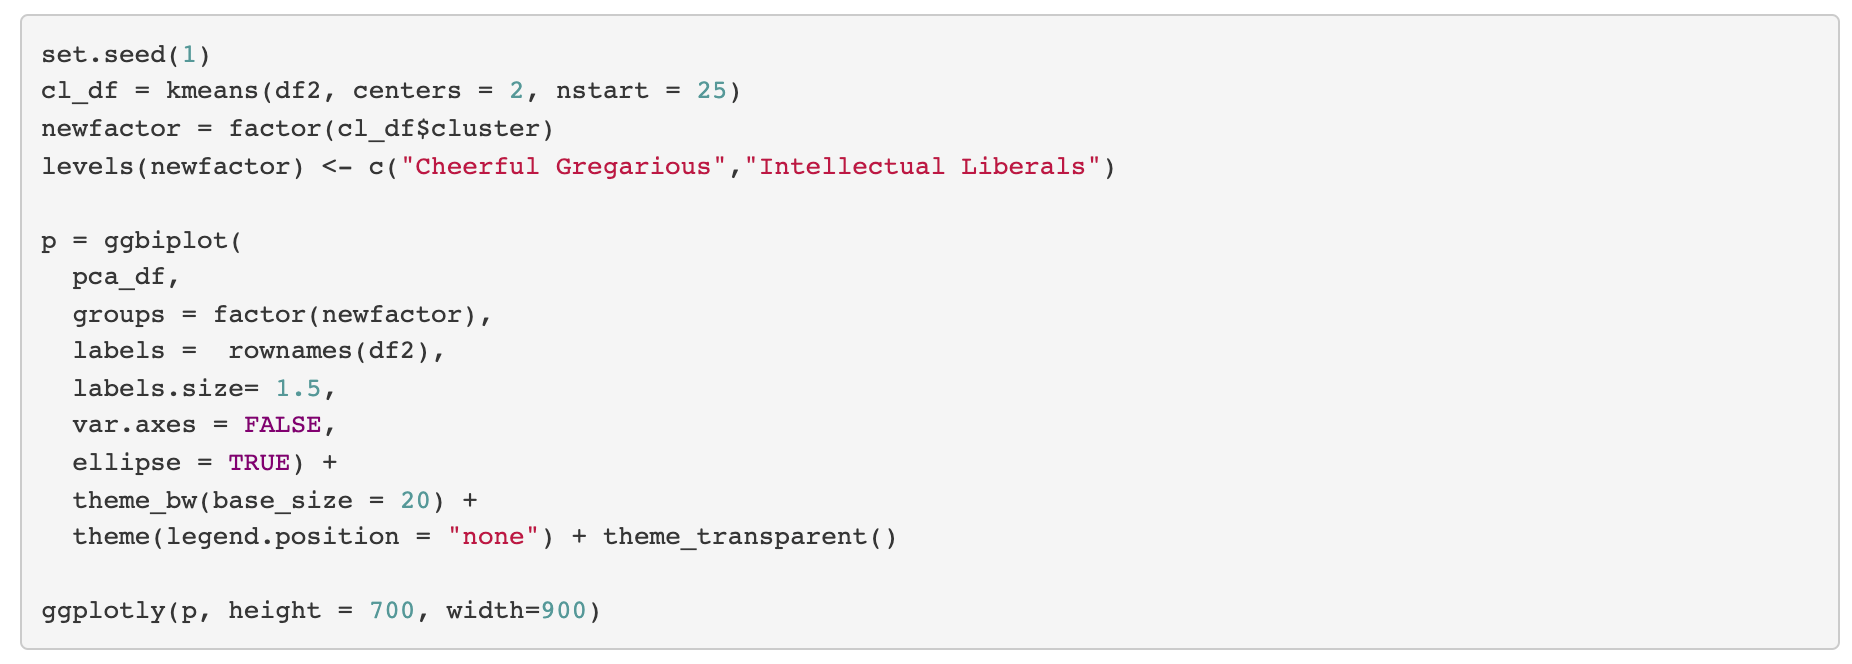 set.seed(1)
cl_df = kmeans(df2, centers = 2, nstart = 25)
newfactor = factor(cl_df$cluster)
levels(newfactor) <- c("Cheerful Gregarious","Intellectual Liberals")

p = ggbiplot(
  pca_df,
  groups = factor(newfactor),
  labels =  rownames(df2),
  labels.size= 1.5,
  var.axes = FALSE,
  ellipse = TRUE) +
  theme_bw(base_size = 20) +
  theme(legend.position = "none") + theme_transparent()

ggplotly(p, height = 700, width=900)